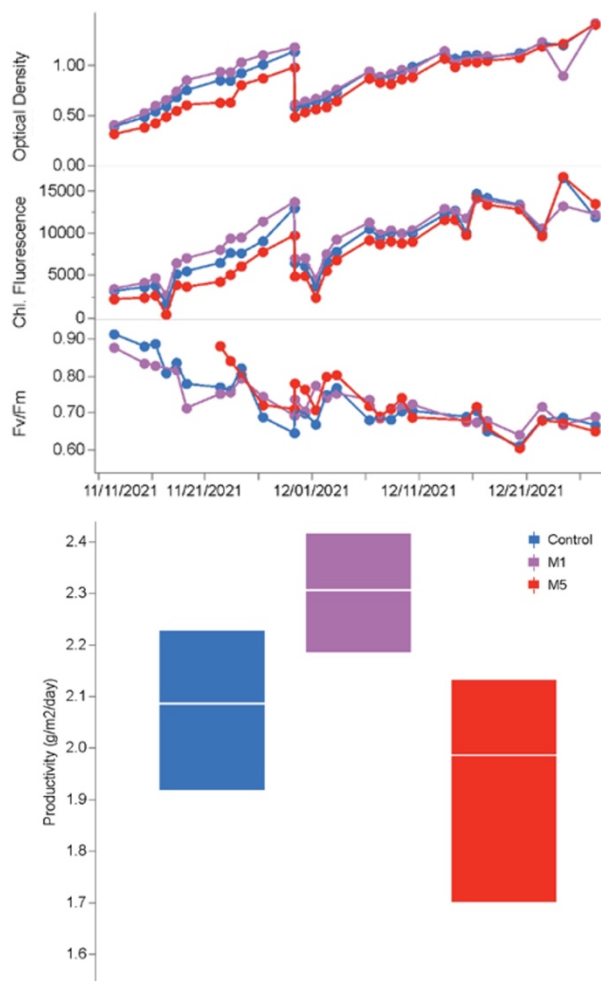 Optical Density
1.00
0.50
0.00
Chl. Fluorescence
15000
10000
5000
0
Fv/Fm
0.90
0.80
0.70
0.60
11/11/2021 11/21/2021 12/01/2021 12/11/2021 12/21/2021
Productivity (g/m2/day)
2.4
2.3
2.2
2.1
2.0
1.9
1.8
1.7
1.6
Control
M1
M5